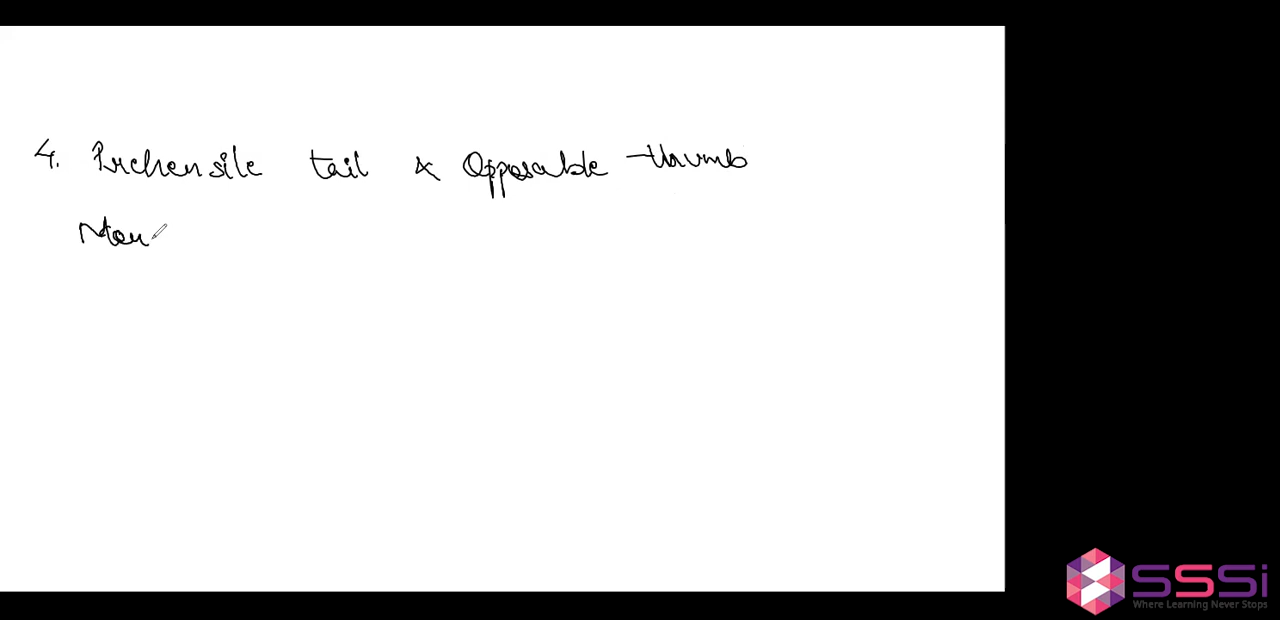 4. Prehensile tail & Opposable thumb
Mon
SSSi
Where Learning Never Stops